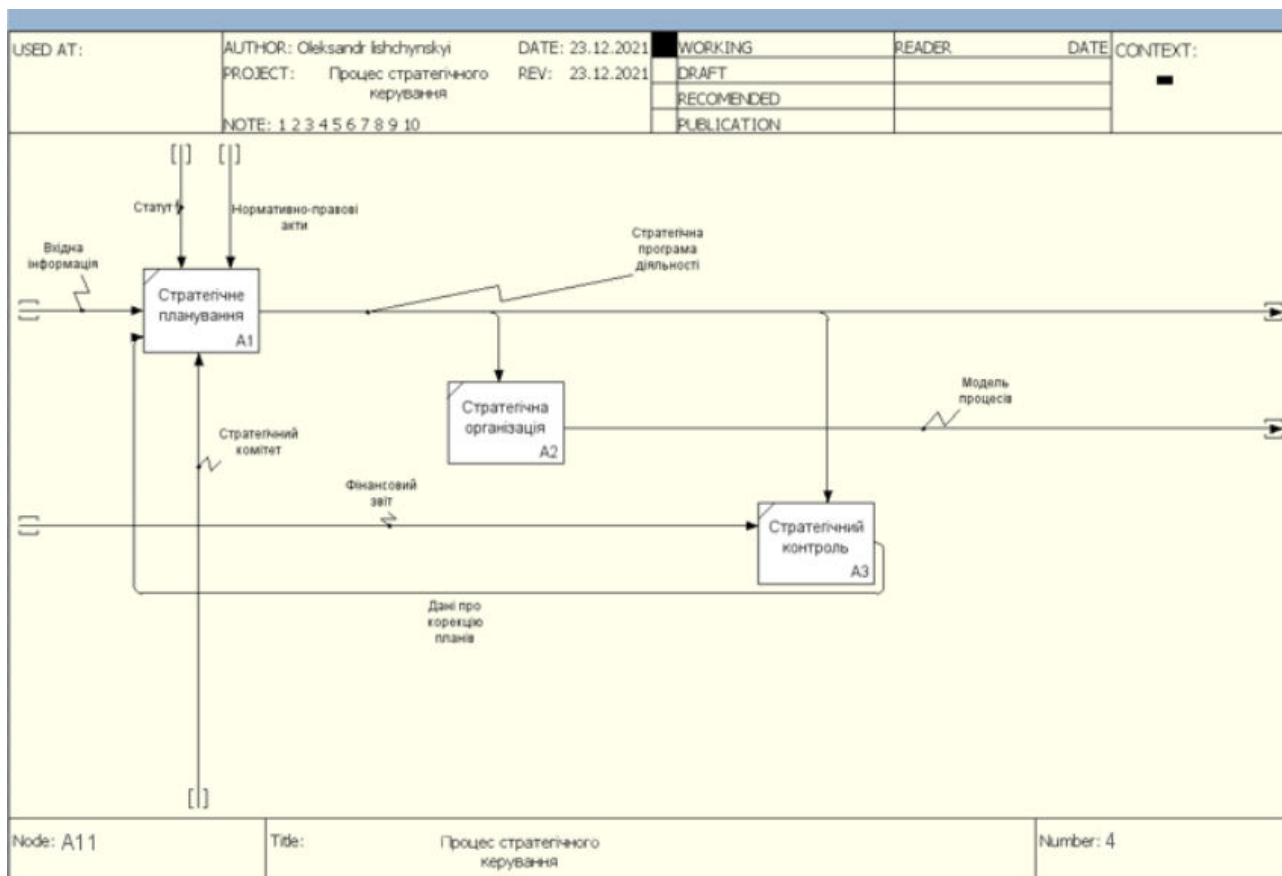 USED AT:
AUTHOR: Oleksandr Ishchynskyi
DATE: 23.12.2021
WORKING
READER
DATE
CONTEXT:
PROJECT: Процес стратегічного
керування
REV: 23.12.2021
DRAFT
RECOMENDED
NOTE: 1 2 3 4 5 6 7 8 9 10
PUBLICATION
Статут
Нормативно-правові
акти
Вхідна
інформація
Стратегічна
програма
діяльності
Стратегічне
планування
A1
Модель
процесів
Стратегічна
організація
A2
Стратегічний
комітет
Фінансовий
звіт
Стратегічний
контроль
A3
Дані про
корекцію
планів
Node: A11
Title: Процес стратегічного
керування
Number: 4